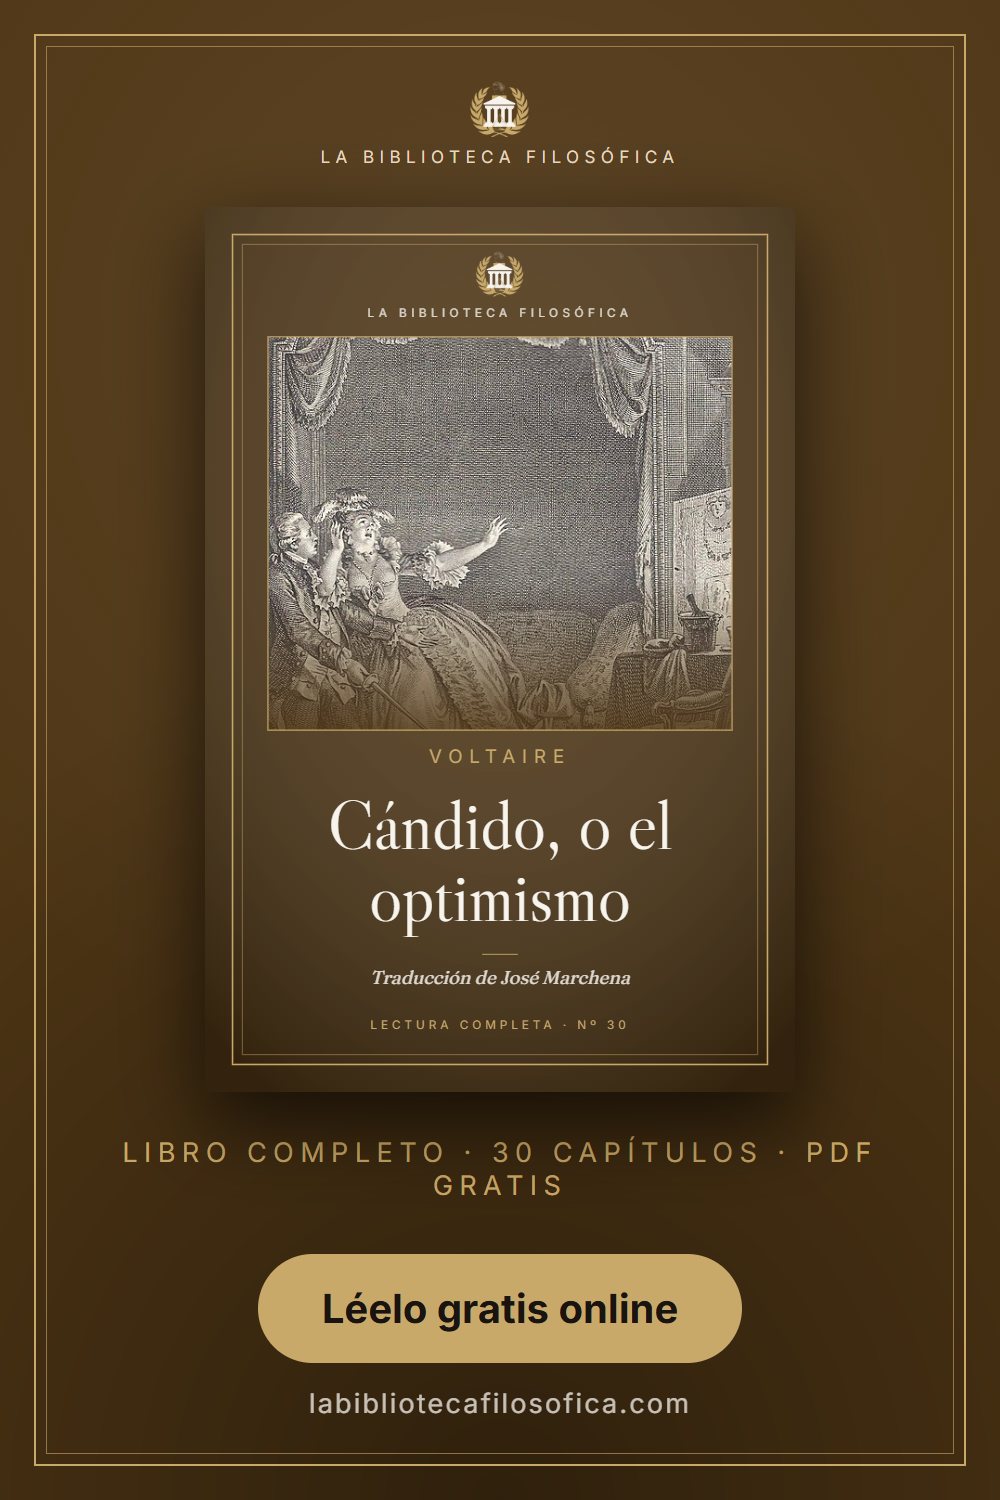 LA BIBLIOTECA FILOSÓFICA
LA BIBLIOTECA FILOSÓFICA
VOLTAIRE
Cándido, o el
optimismo
Traducción de José Marchena
LECTURA COMPLETA · Nº 30
LIBRO COMPLETO · 30 CAPÍTULOS · PDF
GRATIS
Léelo gratis online
labibliotecafilosofica.com